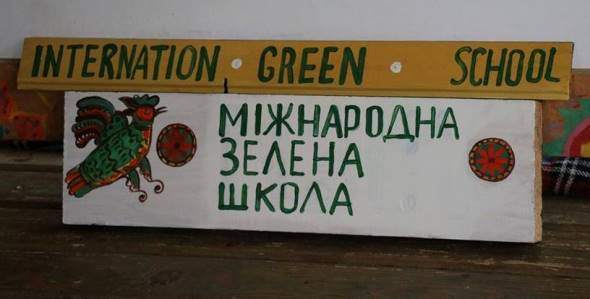 INTERNATION • GREEN • SCHOOL
МІЖНАРОДНА
ЗЕЛЕНА
ШКОЛА